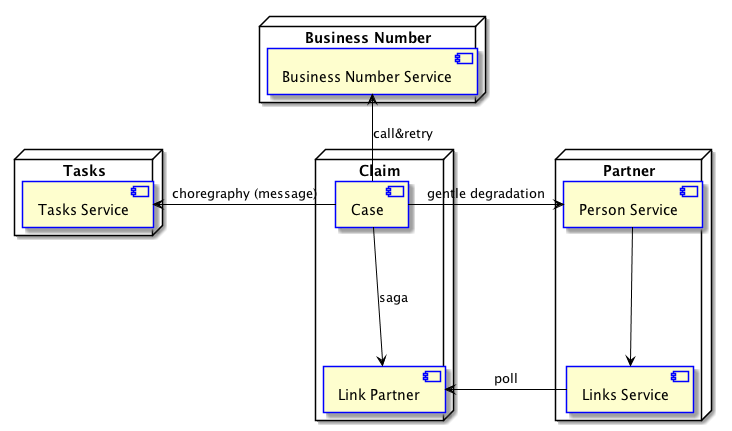 Business Number
Business Number Service
call&retry
Tasks
Claim
Partner
Tasks Service
choregraphy (message)
Case
gentle degradation
Person Service
saga
Link Partner
poll
Links Service